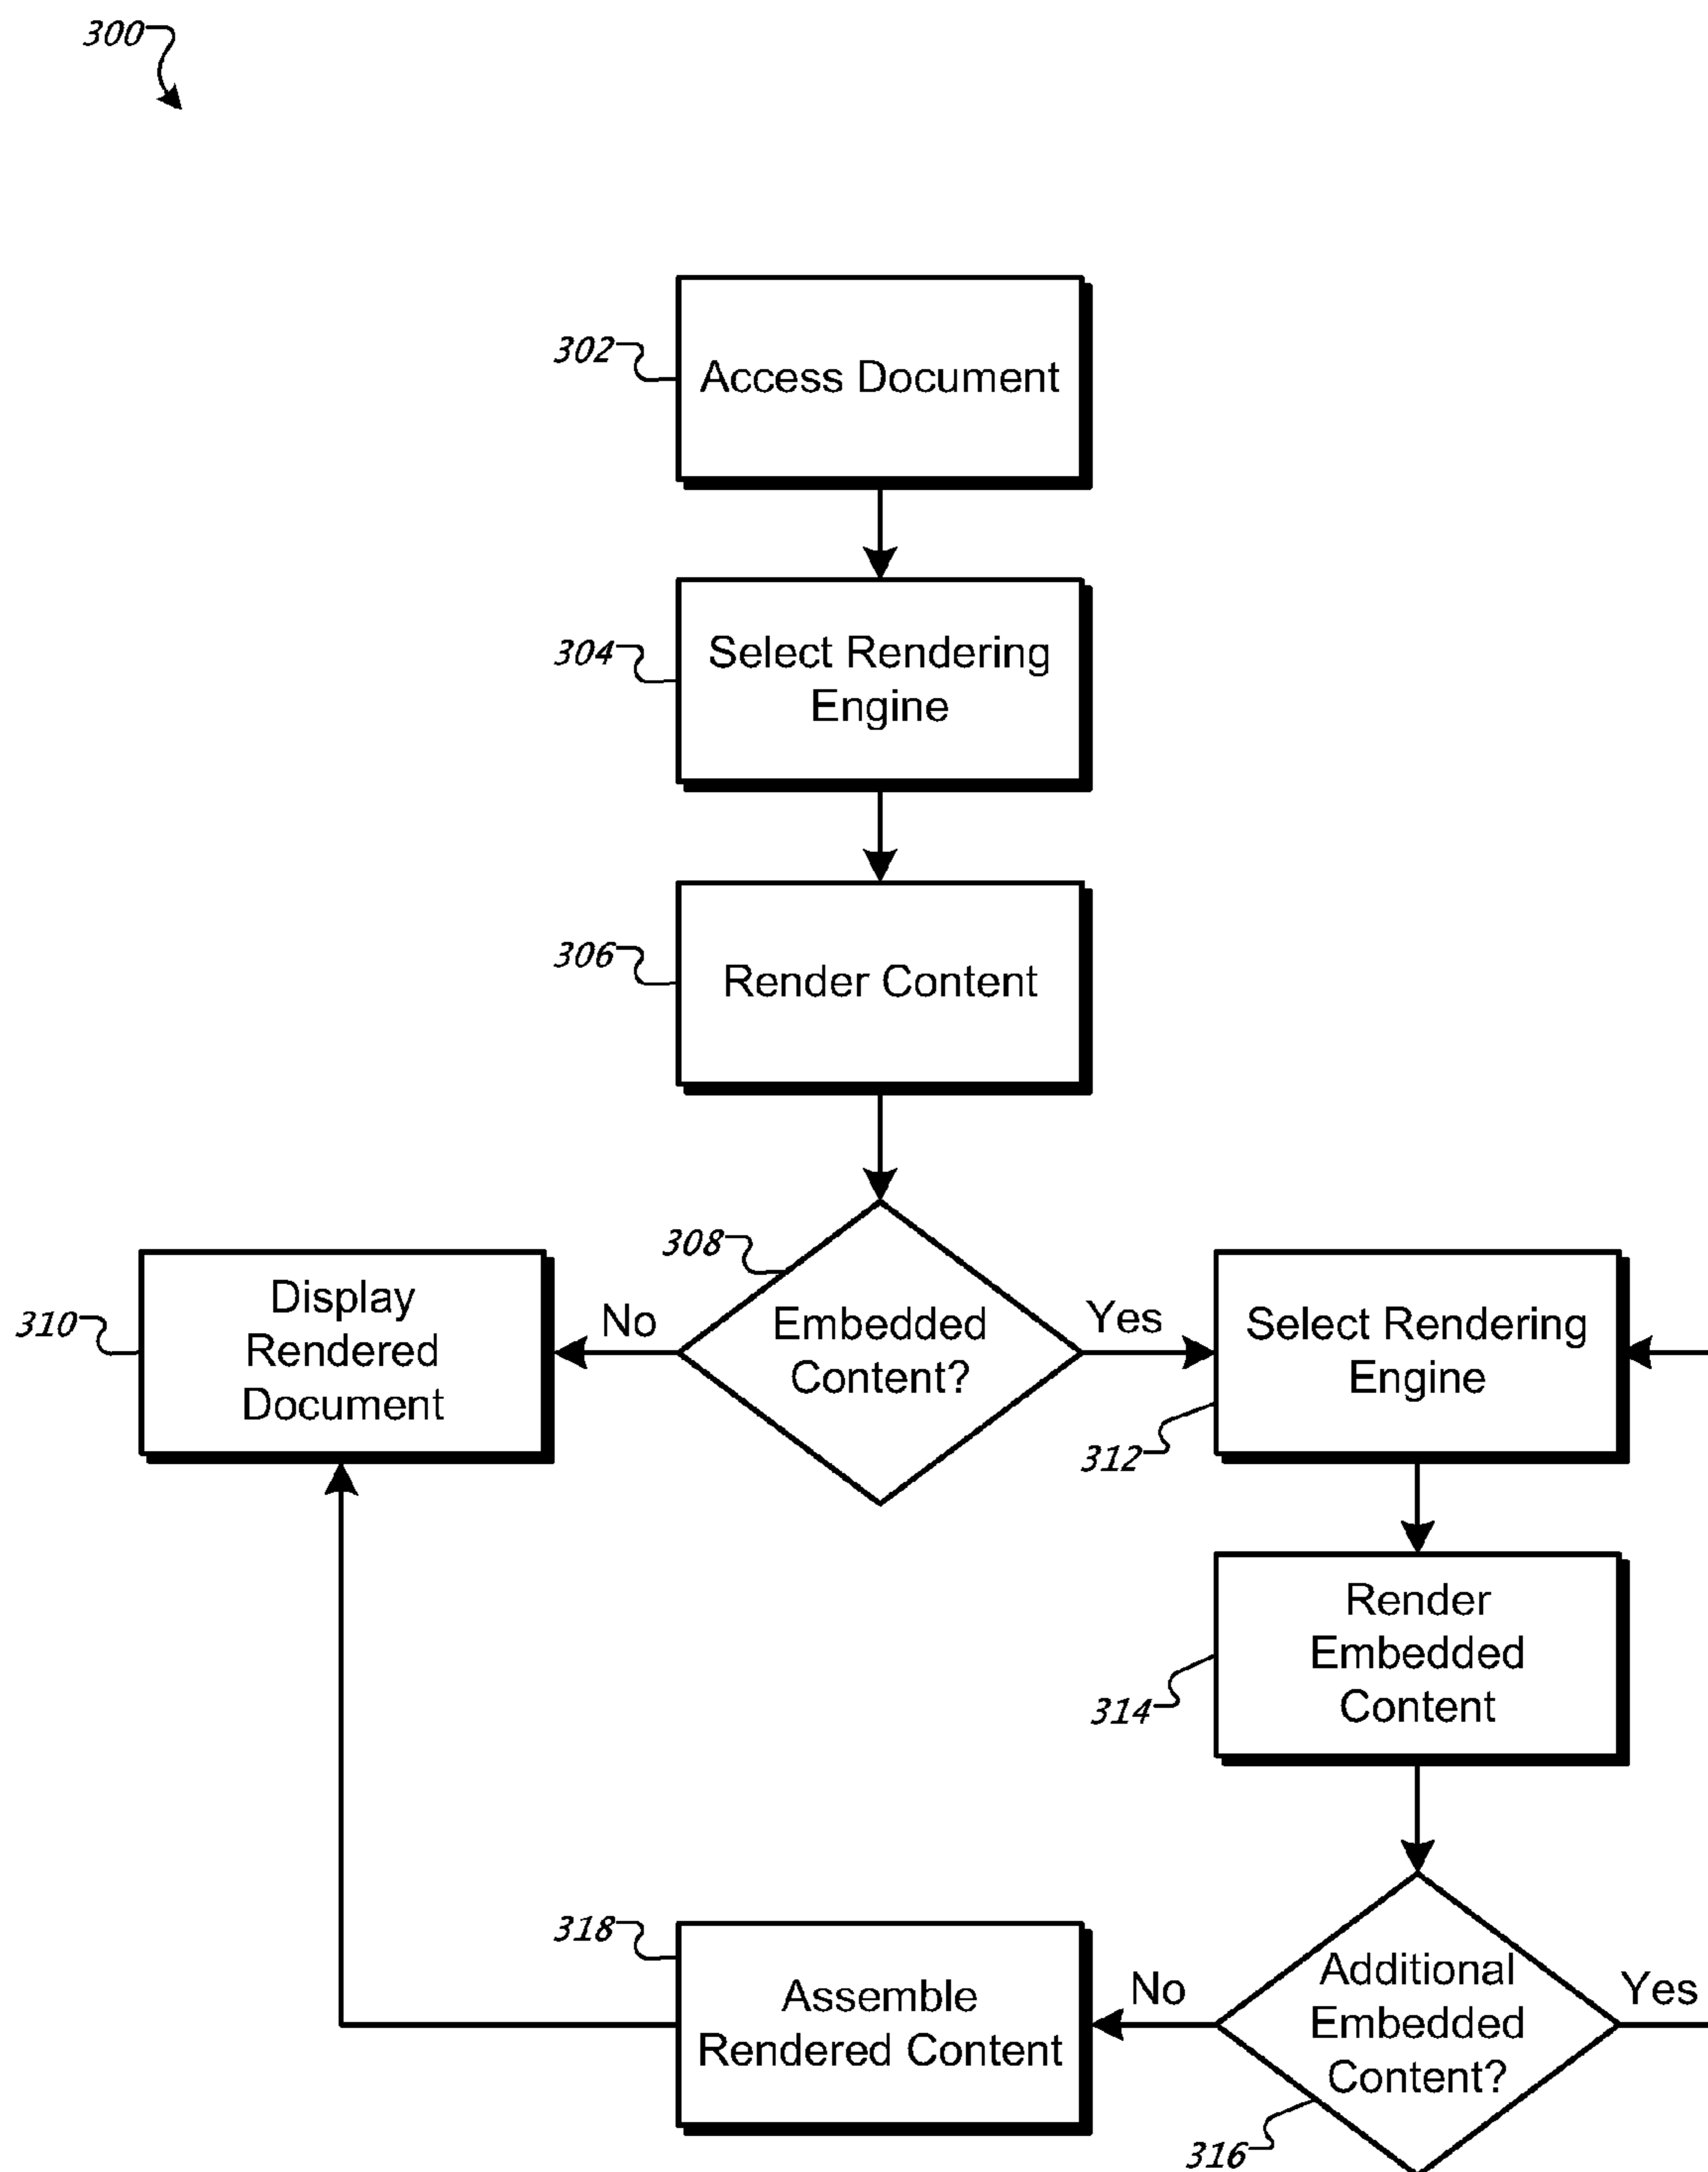 300
302
Access Document
304
Select Rendering
Engine
306
Render Content
308
Embedded
Content?
No
Yes
310
Display
Rendered
Document
Select Rendering
Engine
312
Render
Embedded
Content
314
Additional
Embedded
Content?
316
No
Yes
318
Assemble
Rendered Content